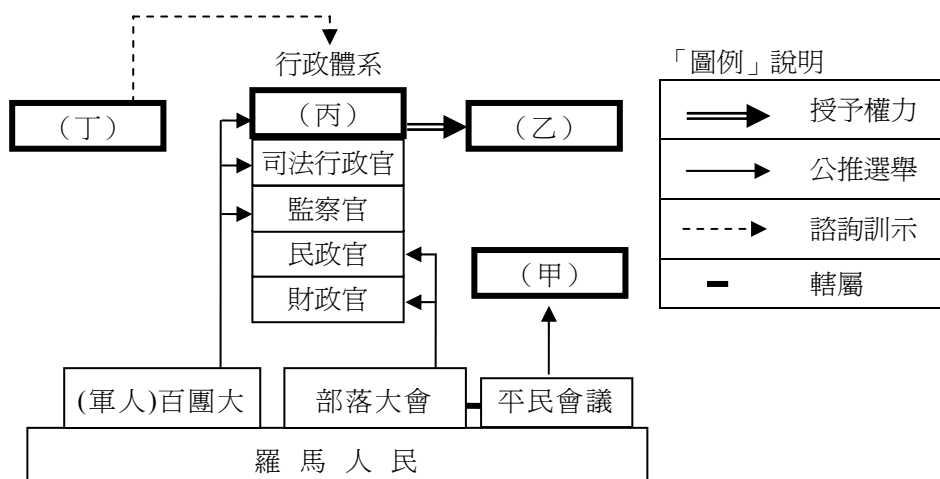 行政體系
「圖例」說明
(丁)
(丙)
(乙)
授予權力
司法行政官
公推選舉
監察官
諮詢訓示
民政官
(甲)
財政官
轄屬
(軍人)百團大
部落大會
平民會議
羅馬人民